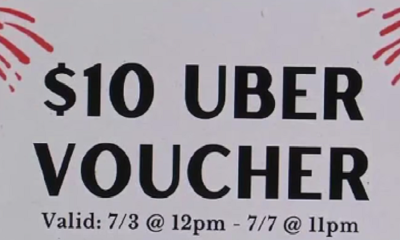 $10 UBER
VOUCHER
Valid: 7/3 @ 12pm - 7/7 @ 11pm